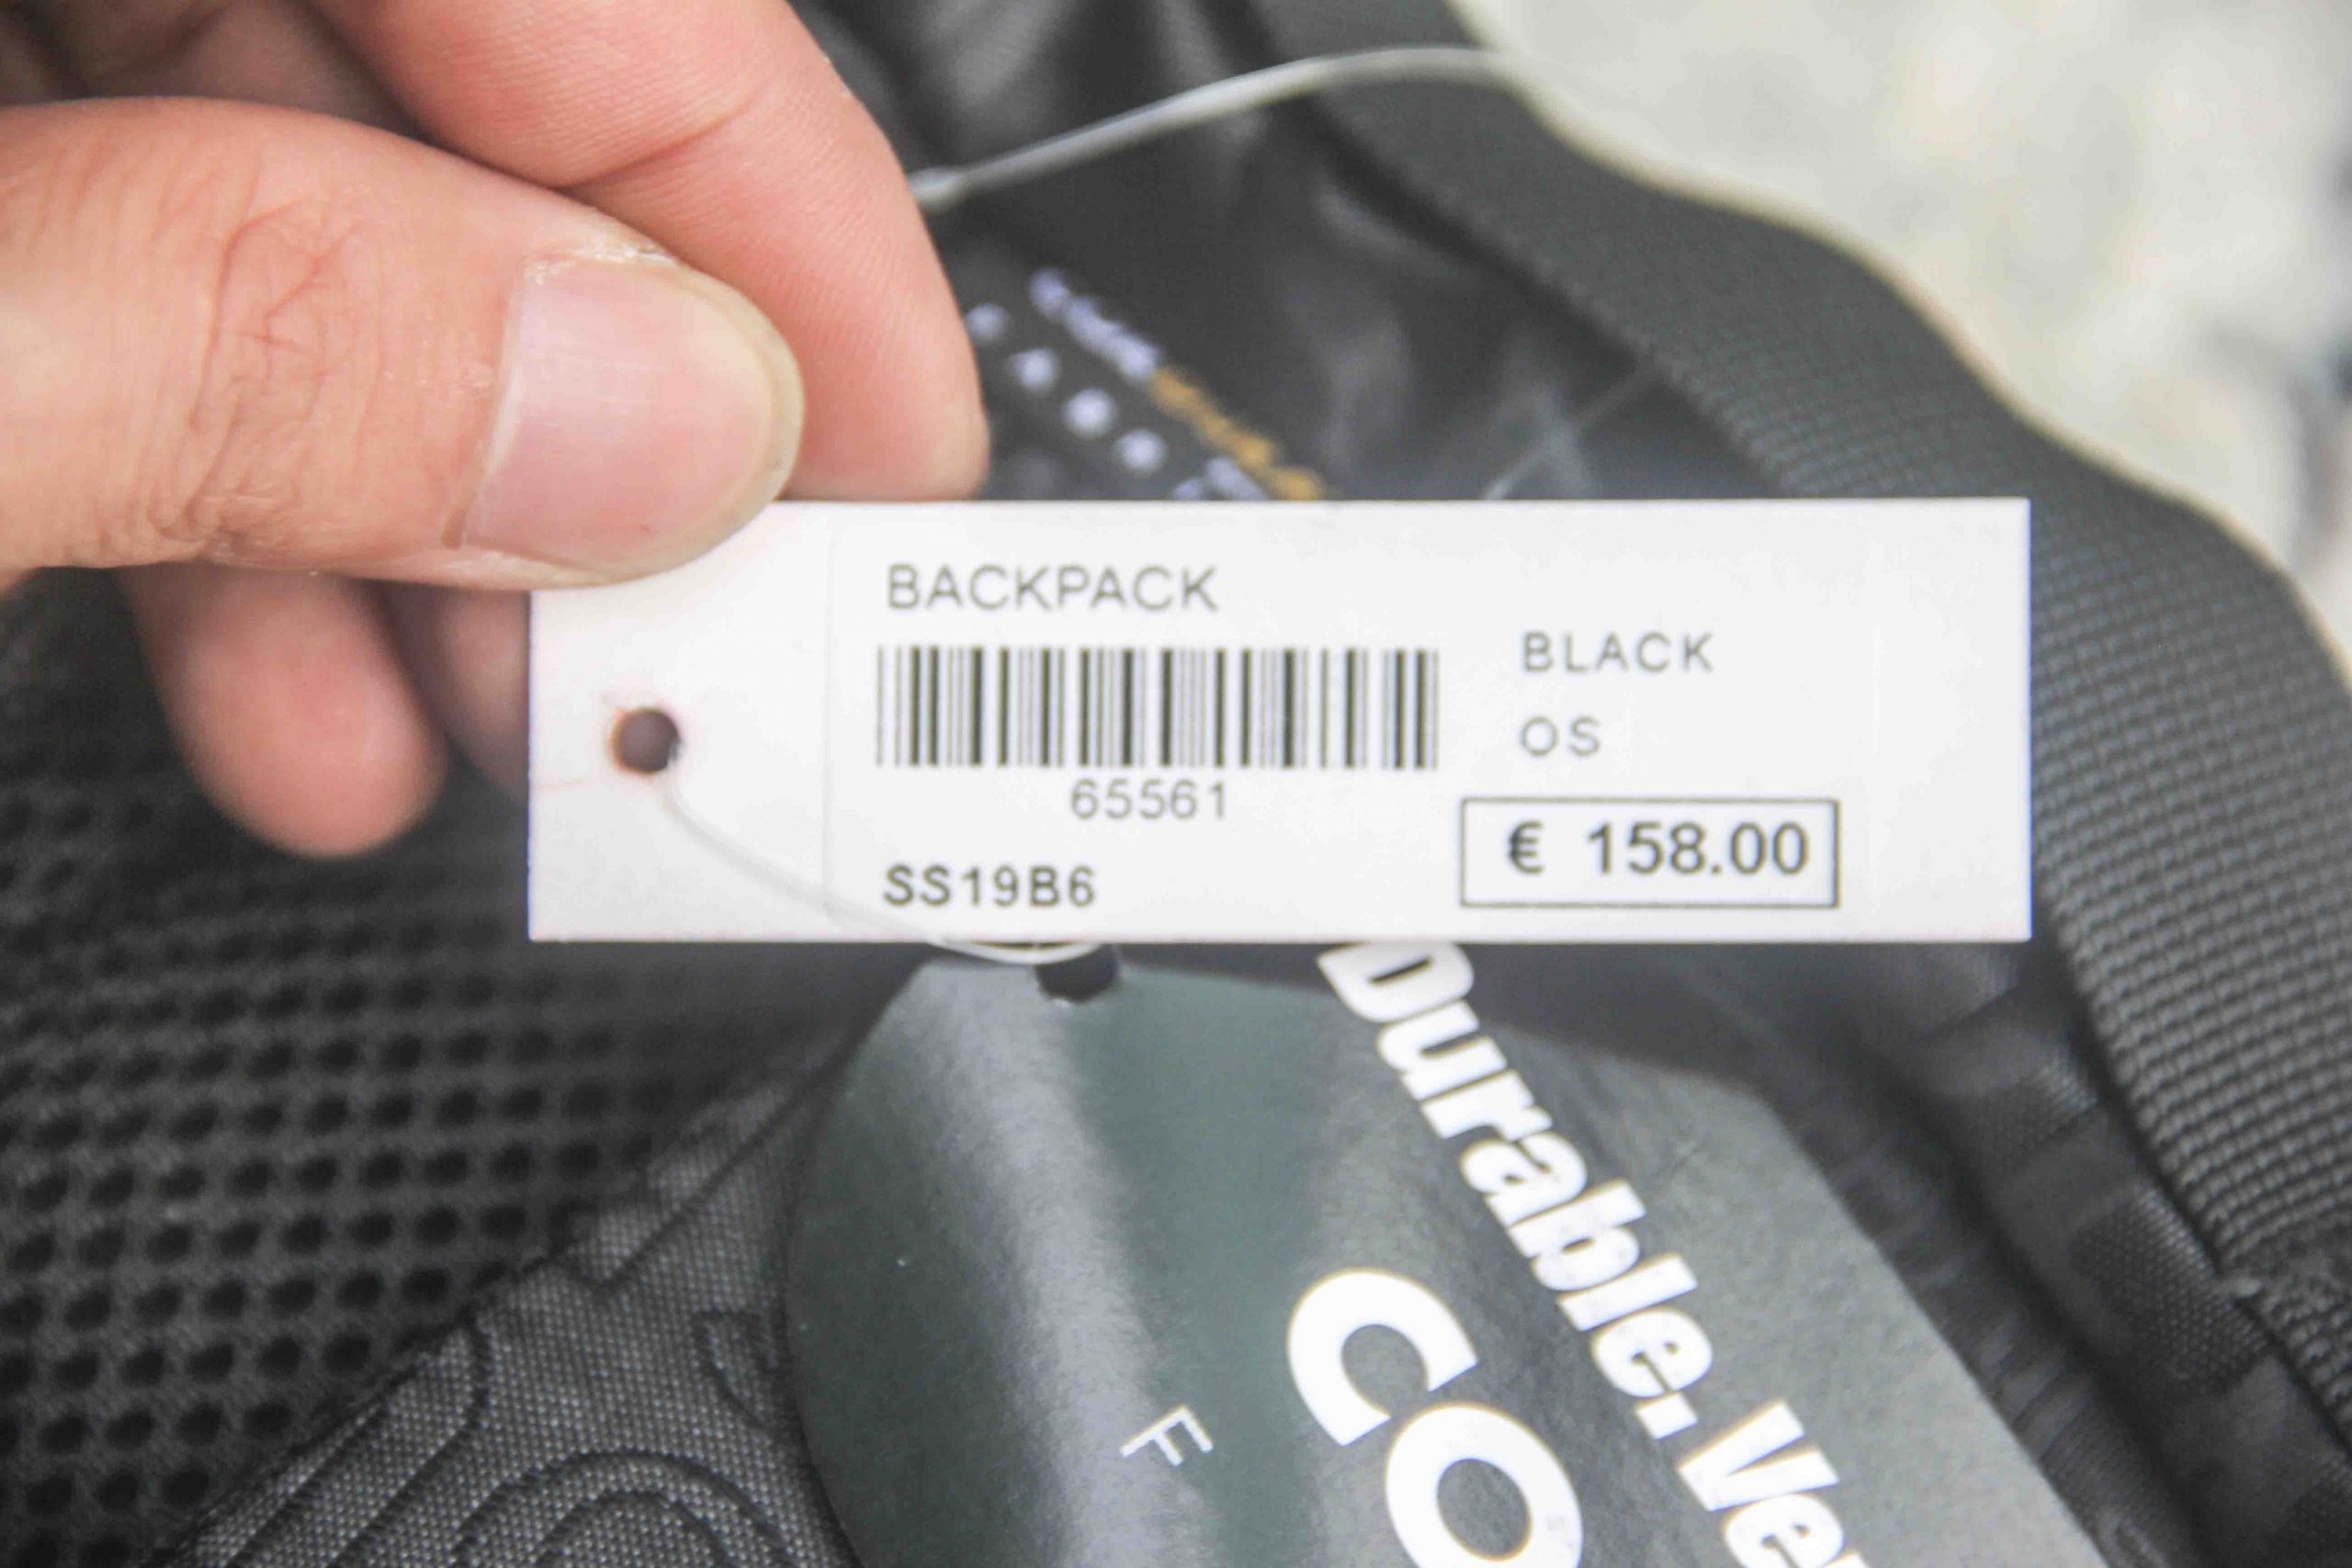 BACKPACK
BLACK
65561
OS
SS19B6
€ 158.00
Durable.
CO
F